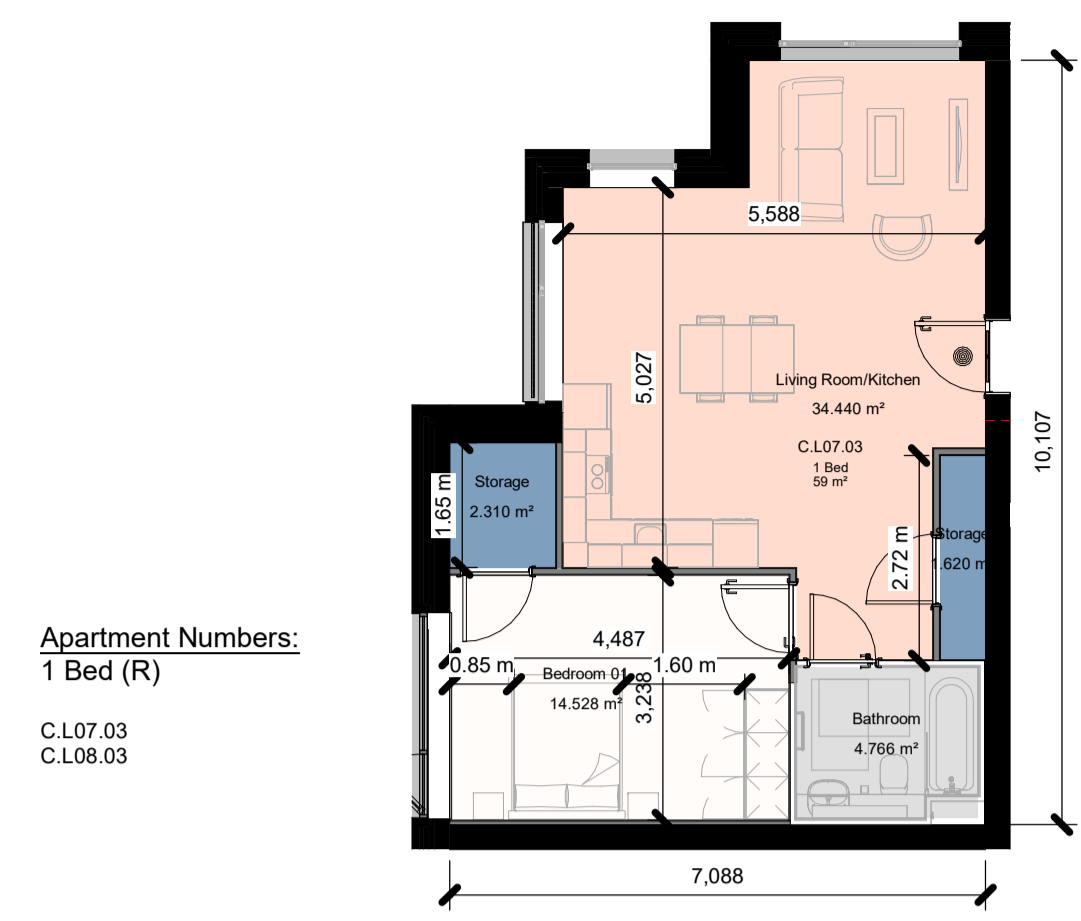 5,588
5,027
Living Room/Kitchen
34.440 m²
C.L07.03
1 Bed
59 m²
10,107
1.65 m
Storage
2.310 m²
2.72 m
Storage
1.620 m
4,487
0.85 m
1.60 m
Bedroom 01
14.528 m²
3,238
Bathroom
4.766 m²
Apartment Numbers:
1 Bed (R)
C.L07.03
C.L08.03
7,088